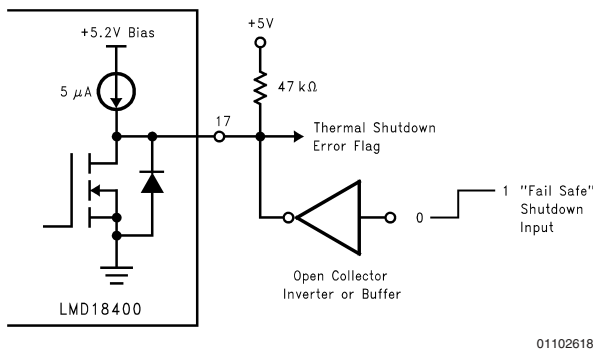 +5.2V Bias
+5V
5 μA
47 kΩ
17
Thermal Shutdown
Error Flag
0
1 "Fail Safe"
Shutdown
Input
Open Collector
Inverter or Buffer
LMD18400
01102618